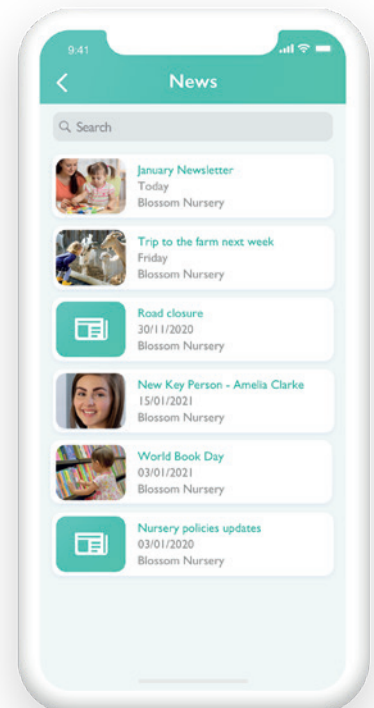 9:41
News
Search
January Newsletter
Today
Blossom Nursery
Trip to the farm next week
Friday
Blossom Nursery
Road closure
30/11/2020
Blossom Nursery
New Key Person - Amelia Clarke
15/01/2021
Blossom Nursery
World Book Day
03/01/2021
Blossom Nursery
Nursery policies updates
03/01/2020
Blossom Nursery